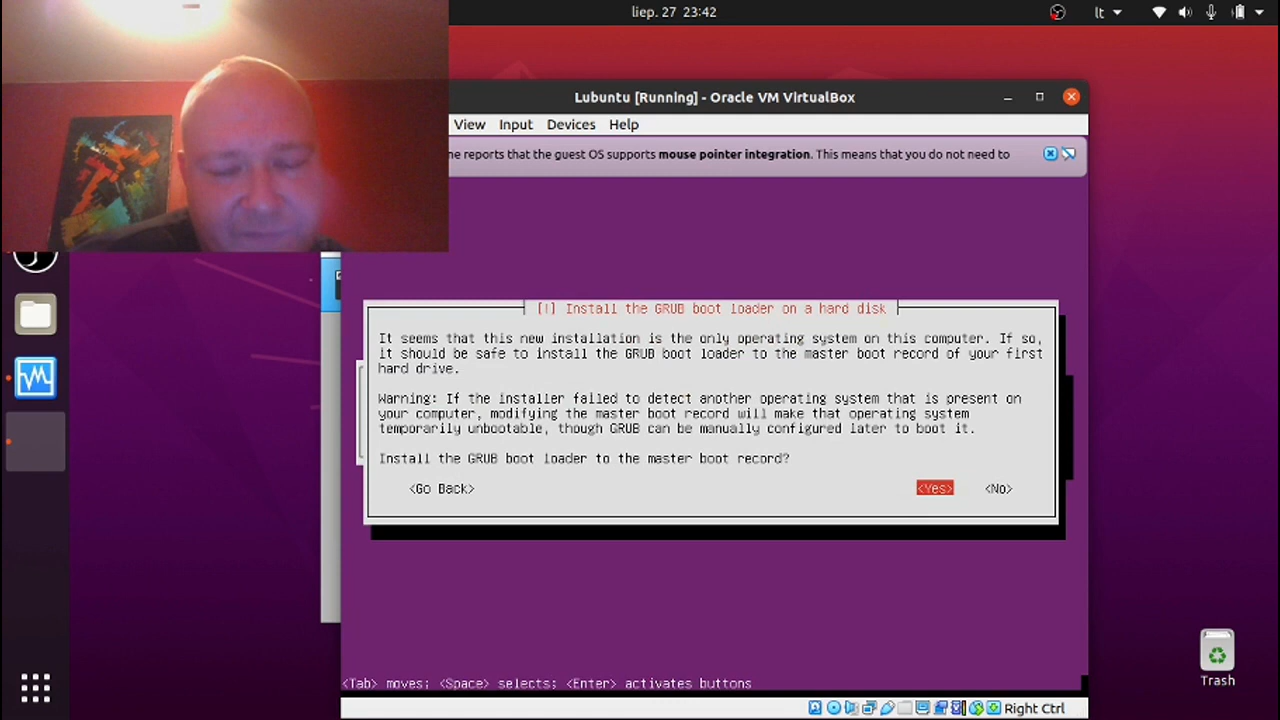 liep. 27 23:42
lt
Lubuntu [Running] - Oracle VM VirtualBox
View Input Devices Help
reports that the guest OS supports mouse pointer integration. This means that you do not need to
[!] Install the GRUB boot loader on a hard disk
It seems that this new installation is the only operating system on this computer. If so,
it should be safe to install the GRUB boot loader to the master boot record of your first
hard drive.
Warning: If the installer failed to detect another operating system that is present on
your computer, modifying the master boot record will make that operating system
temporarily unbootable, though GRUB can be manually configured later to boot it.
Install the GRUB boot loader to the master boot record?
<Go Back> <Yes> <No>
Trash
<Tab> moves; <Space> selects; <Enter> activates buttons
Right Ctrl